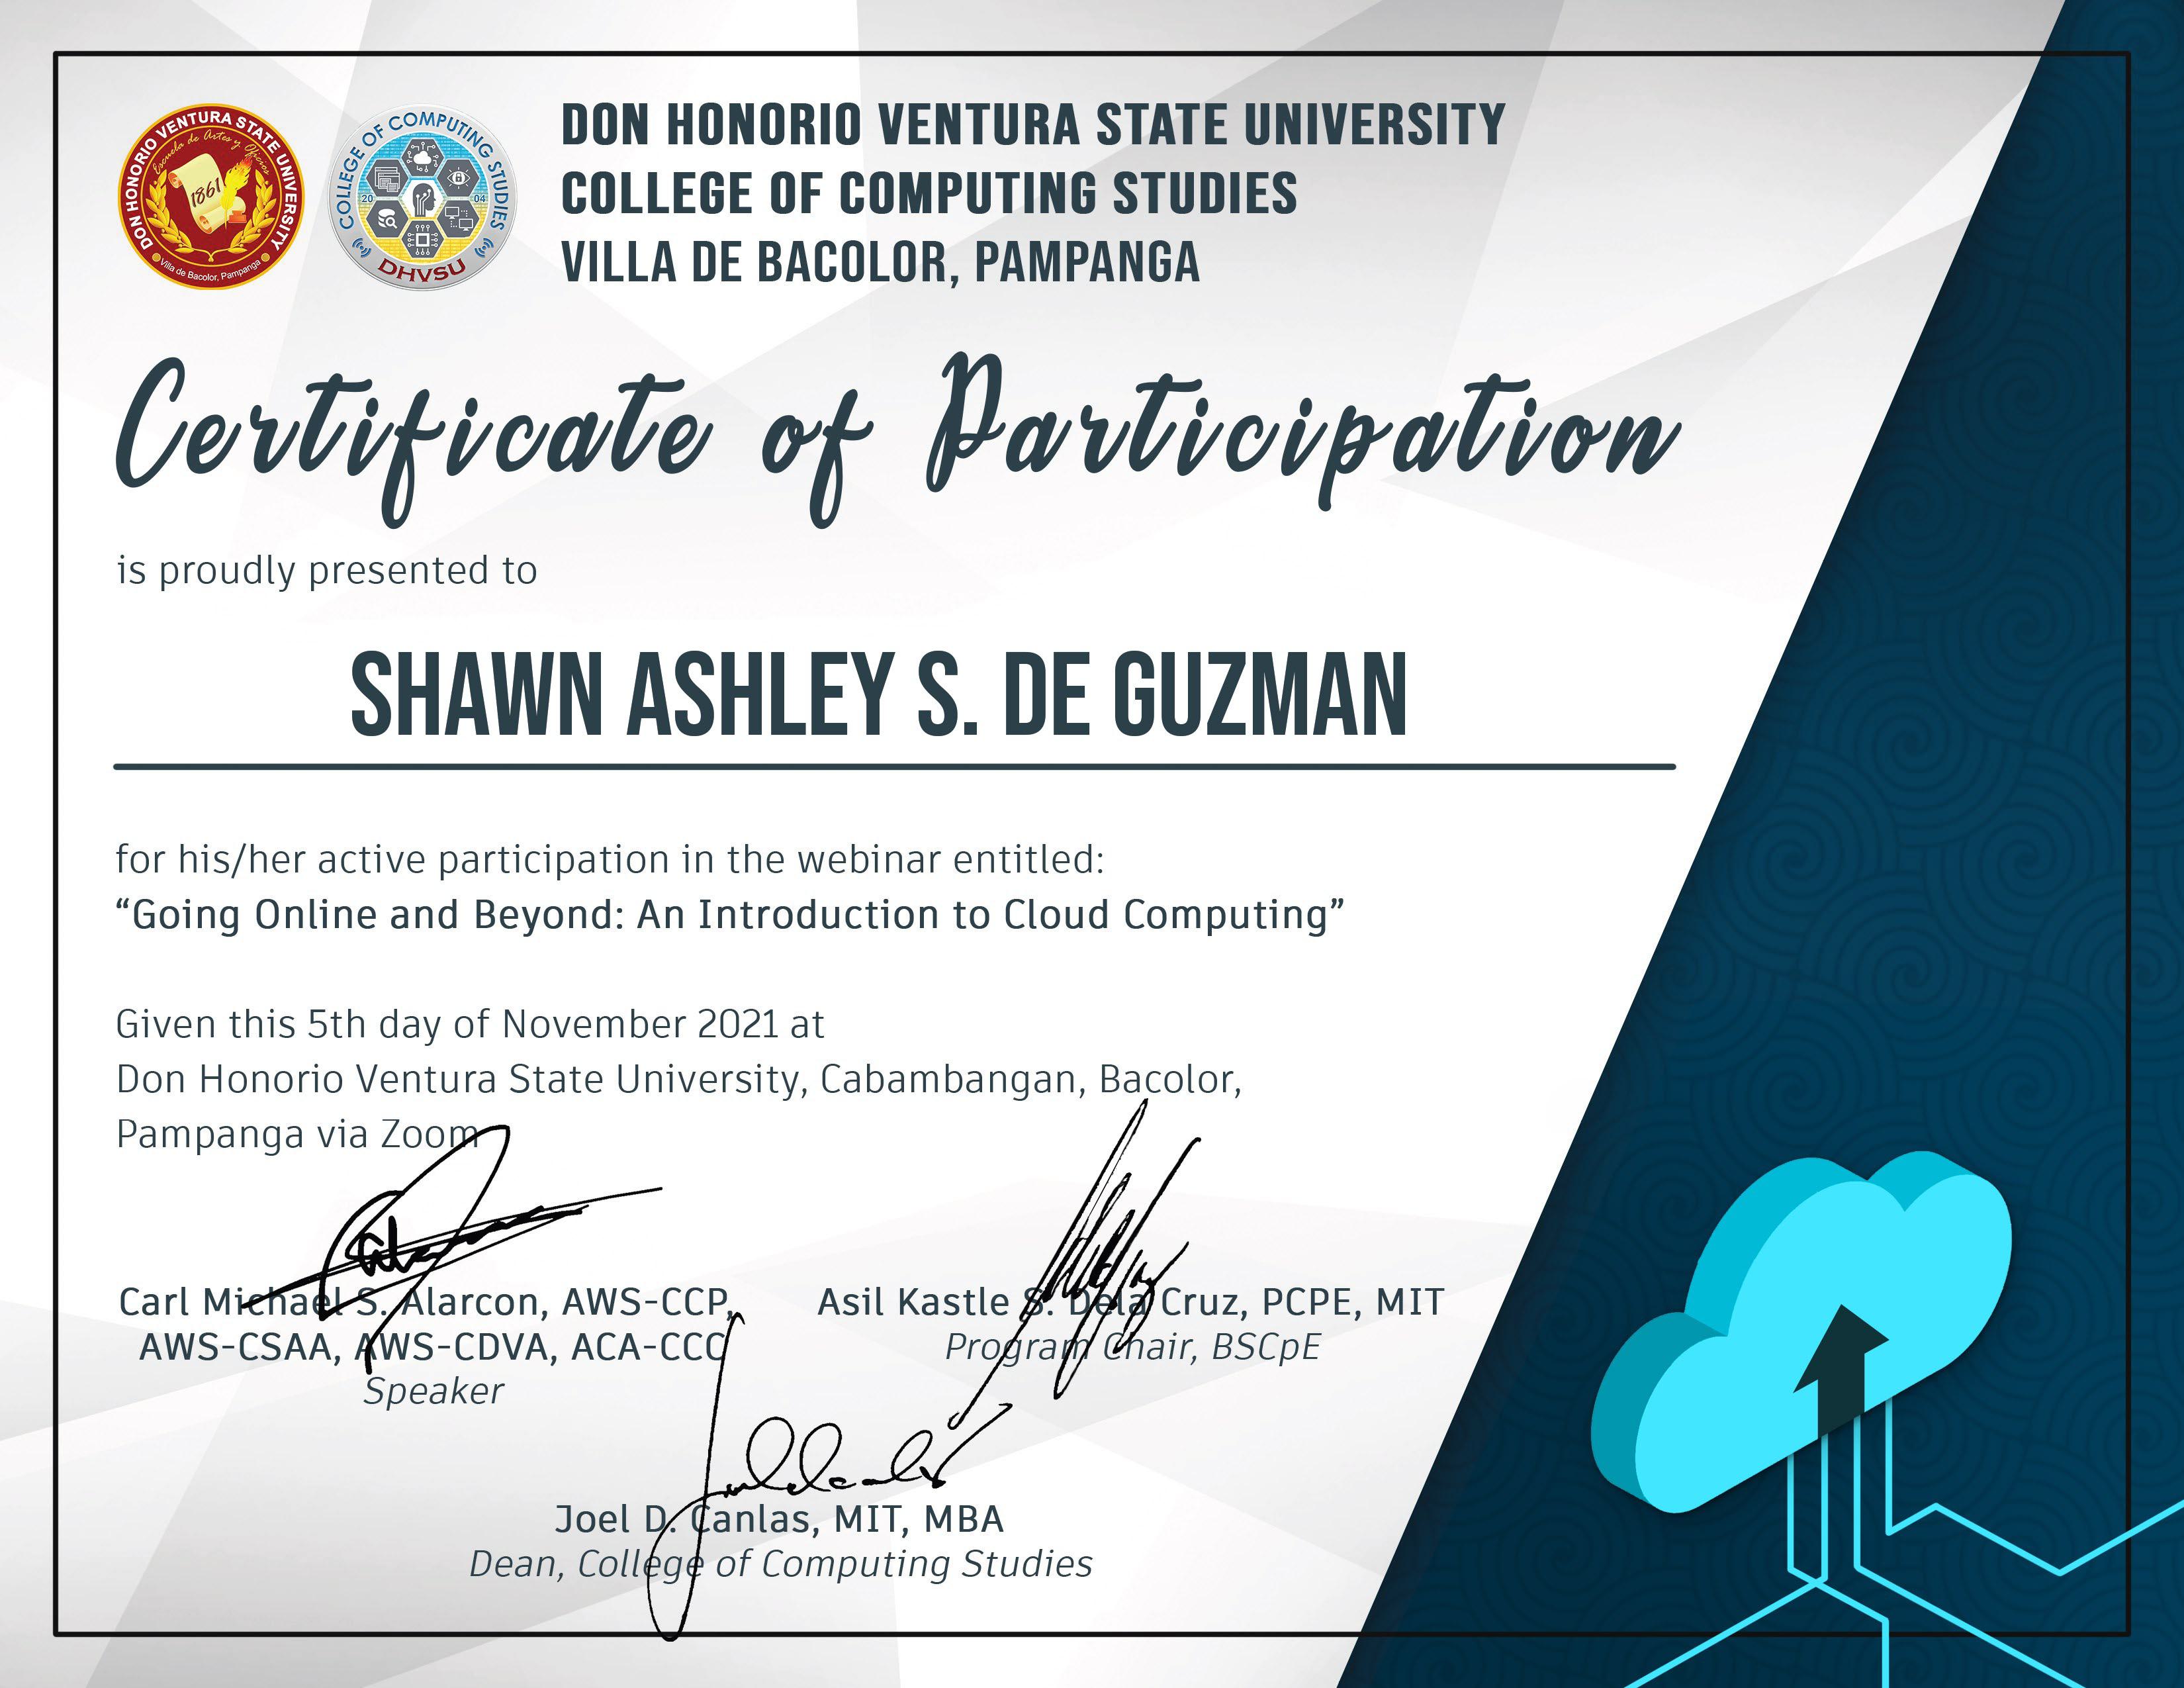 DON HONORIO VENTURA STATE UNIVERSITY
Escuela de Artes y Oficios
1861
Villa de Bacolor, Pampanga
COLLEGE OF COMPUTING STUDIES
20 04
DHVSU
DON HONORIO VENTURA STATE UNIVERSITY
COLLEGE OF COMPUTING STUDIES
VILLA DE BACOLOR, PAMPANGA
Certificate of Participation
is proudly presented to
SHAWN ASHLEY S. DE GUZMAN
for his/her active participation in the webinar entitled:
“Going Online and Beyond: An Introduction to Cloud Computing”
Given this 5th day of November 2021 at
Don Honorio Ventura State University, Cabambangan, Bacolor,
Pampanga via Zoom
Carl Michael S. Alarcon, AWS-CCP,
AWS-CSAA, AWS-CDVA, ACA-CCC
Speaker
Asil Kastle S. Dela Cruz, PCPE, MIT
Program Chair, BSCpE
Joel D. Canlas, MIT, MBA
Dean, College of Computing Studies